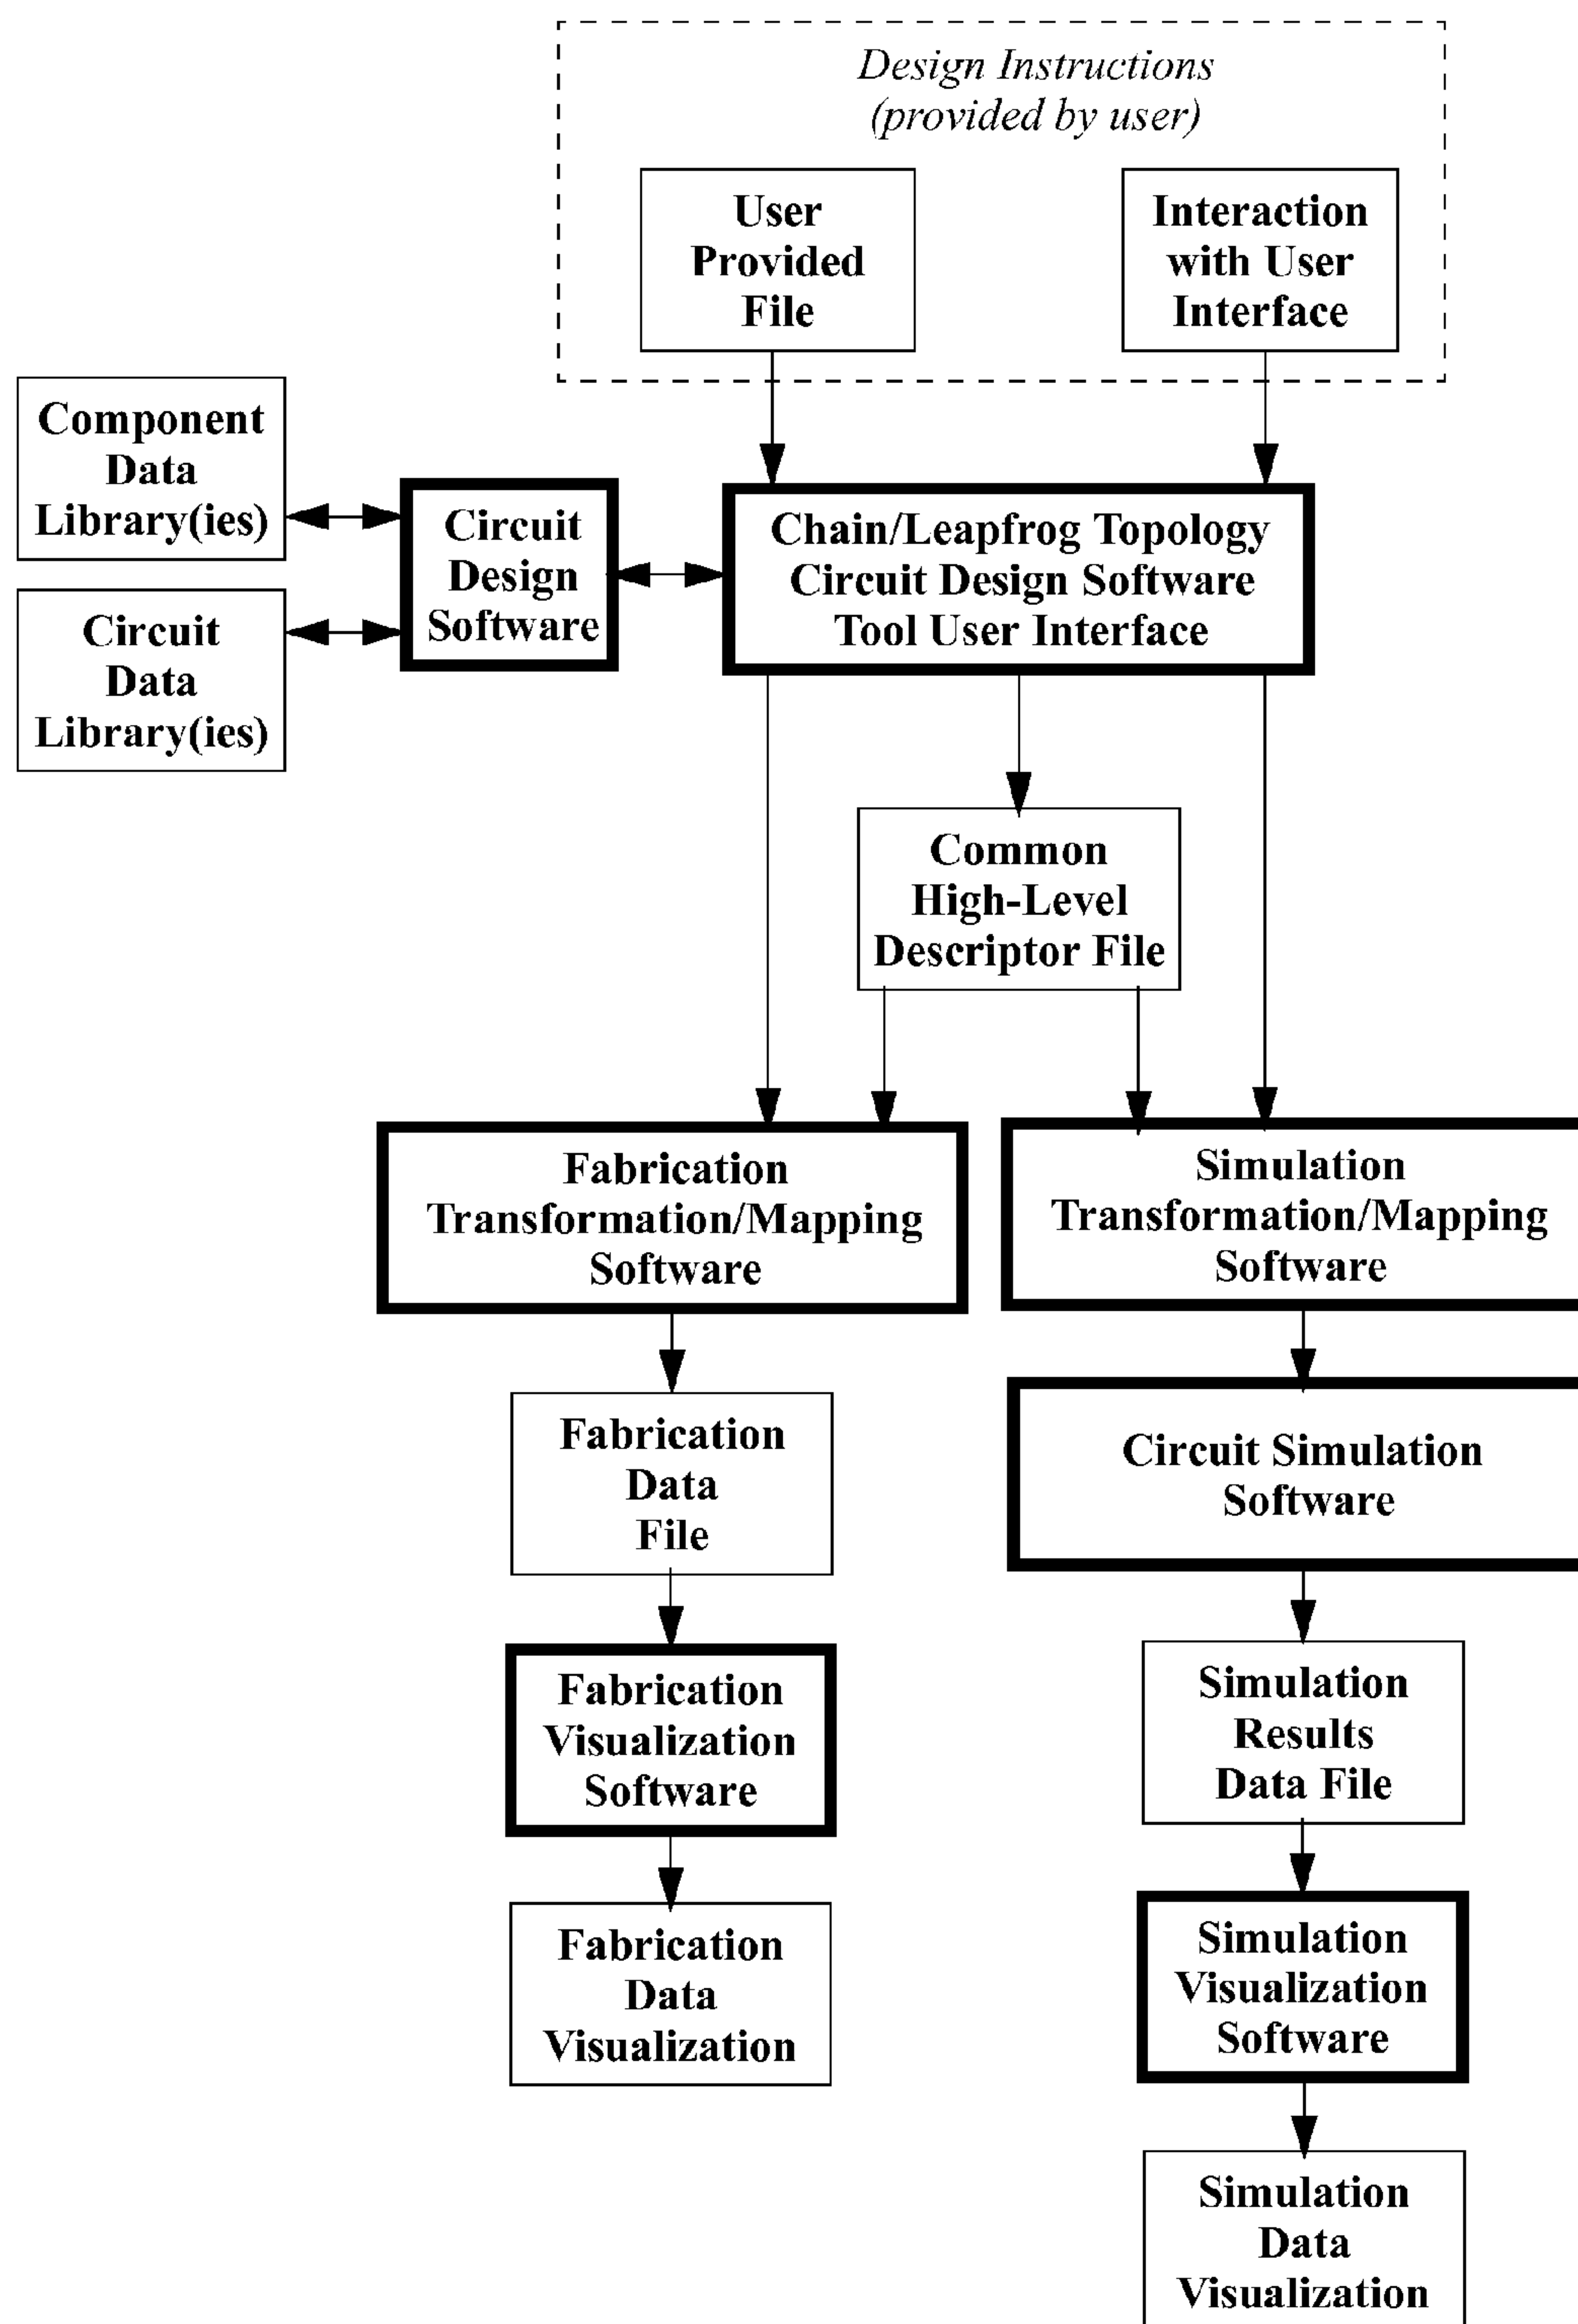 Design Instructions
(provided by user)
User
Provided
File
Interaction
with User
Interface
Component
Data
Library(ies)
Circuit
Data
Library(ies)
Circuit
Design
Software
Chain/Leapfrog Topology
Circuit Design Software
Tool User Interface
Common
High-Level
Descriptor File
Fabrication
Transformation/Mapping
Software
Simulation
Transformation/Mapping
Software
Fabrication
Data
File
Circuit Simulation
Software
Fabrication
Visualization
Software
Simulation
Results
Data File
Fabrication
Data
Visualization
Simulation
Visualization
Software
Simulation
Data
Visualization